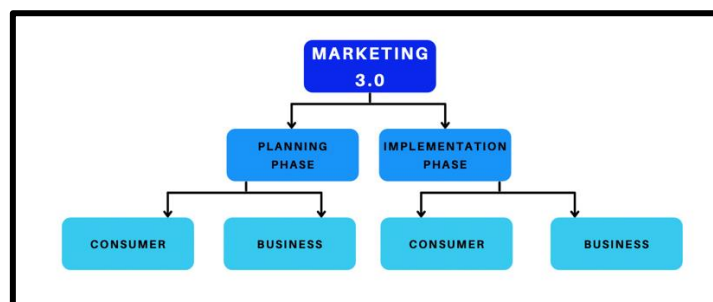 MARKETING
3.0
PLANNING
PHASE
IMPLEMENTATION
PHASE
CONSUMER
BUSINESS
CONSUMER
BUSINESS